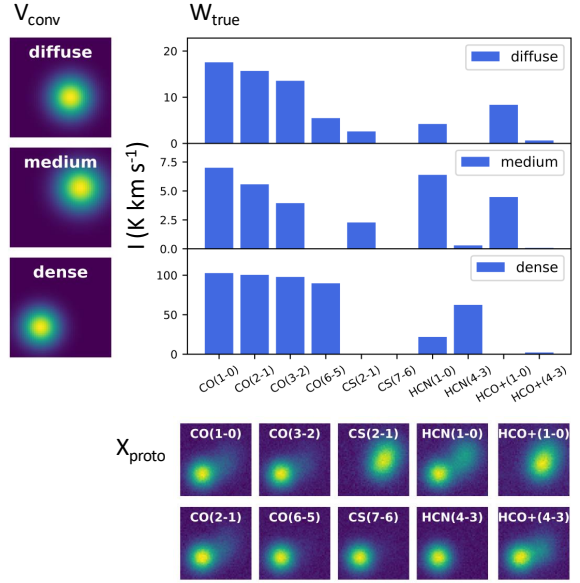 V_conv
W_true
diffuse
medium
dense
I (K km s⁻¹)
20
10
0
diffuse
7.5
5.0
2.5
0.0
medium
100
50
0
dense
CO(1-0) CO(2-1) CO(3-2) CO(6-5) CS(2-1) CS(7-6) HCN(1-0) HCN(4-3) HCO+(1-0) HCO+(4-3)
X_proto
CO(1-0) CO(3-2) CS(2-1) HCN(1-0) HCO+(1-0)
CO(2-1) CO(6-5) CS(7-6) HCN(4-3) HCO+(4-3)